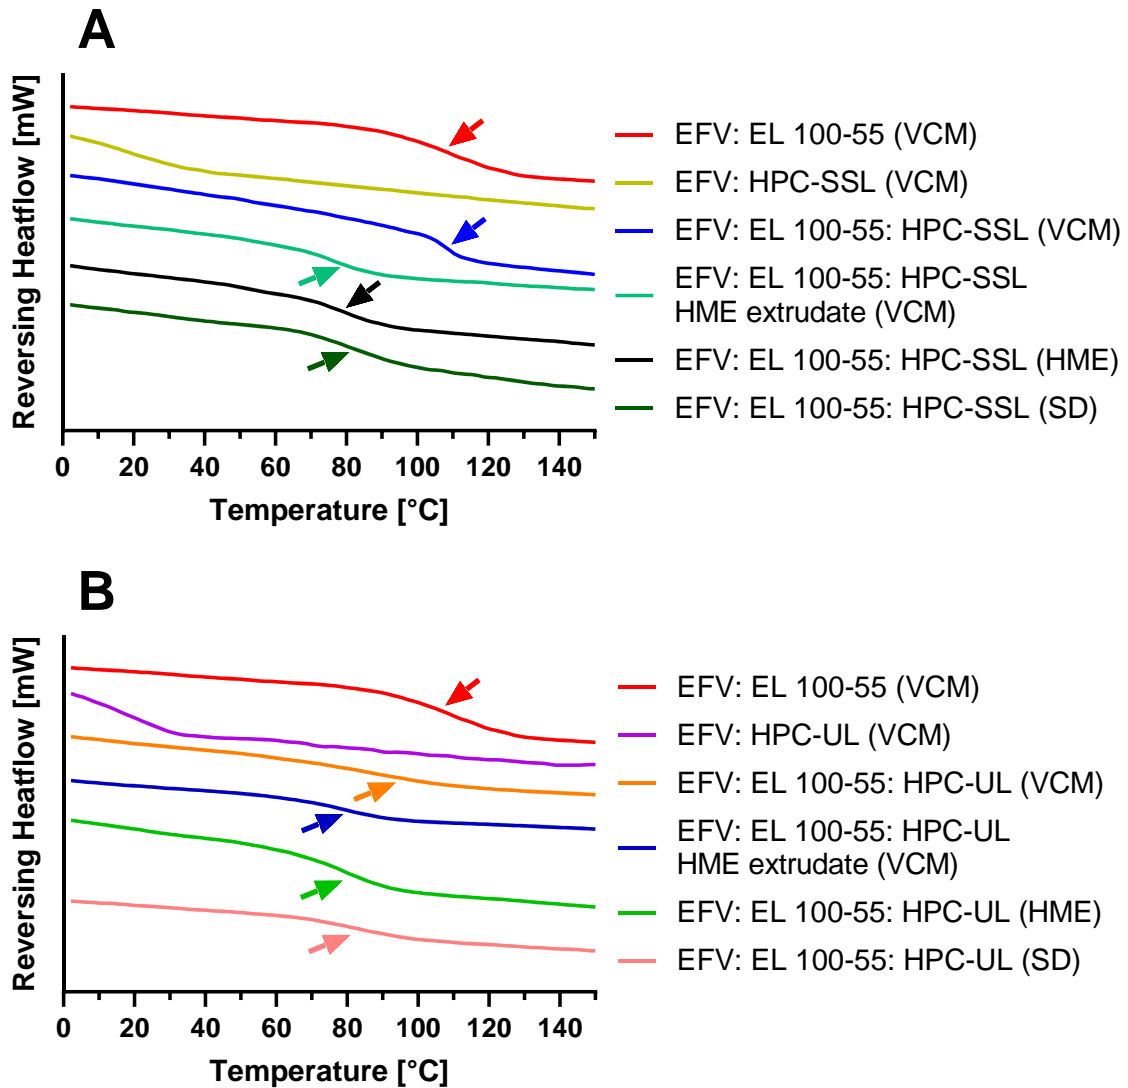 A
Reversing Heatflow [mW]
EFV: EL 100-55 (VCM)
EFV: HPC-SSL (VCM)
EFV: EL 100-55: HPC-SSL (VCM)
EFV: EL 100-55: HPC-SSL
HME extrudate (VCM)
EFV: EL 100-55: HPC-SSL (HME)
EFV: EL 100-55: HPC-SSL (SD)
0 20 40 60 80 100 120 140
Temperature [°C]
B
Reversing Heatflow [mW]
EFV: EL 100-55 (VCM)
EFV: HPC-UL (VCM)
EFV: EL 100-55: HPC-UL (VCM)
EFV: EL 100-55: HPC-UL
HME extrudate (VCM)
EFV: EL 100-55: HPC-UL (HME)
EFV: EL 100-55: HPC-UL (SD)
0 20 40 60 80 100 120 140
Temperature [°C]